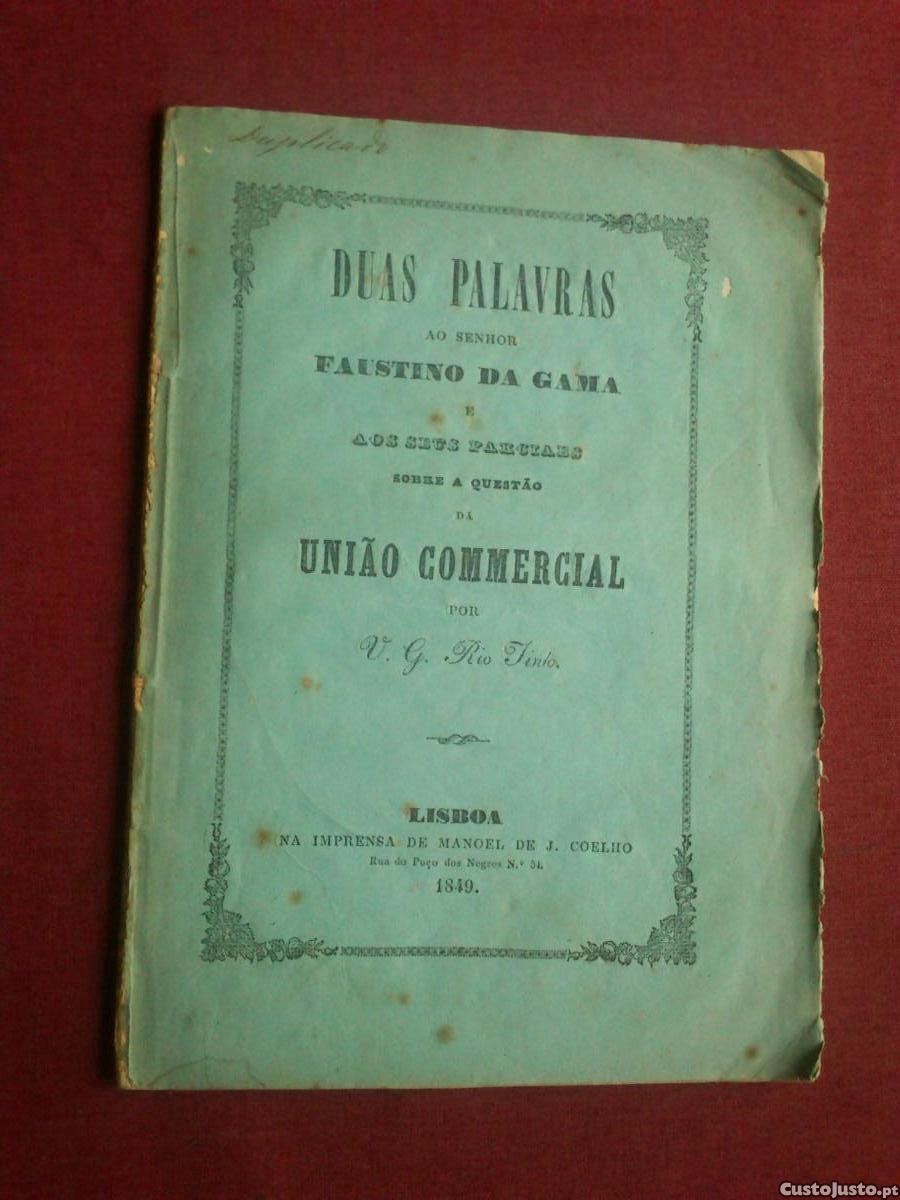 Duplicado
DUAS PALAVRAS
AO SENHOR
FAUSTINO DA GAMA
E
AOS SEUS PARCIAES
SOBRE A QUESTÃO
DA
UNIÃO COMMERCIAL
POR
V. G. Rio Tinto.
LISBOA
NA IMPRENSA DE MANOEL DE J. COELHO
Rua do Poço dos Negros N.º 54.
1849.
CustoJusto.pt